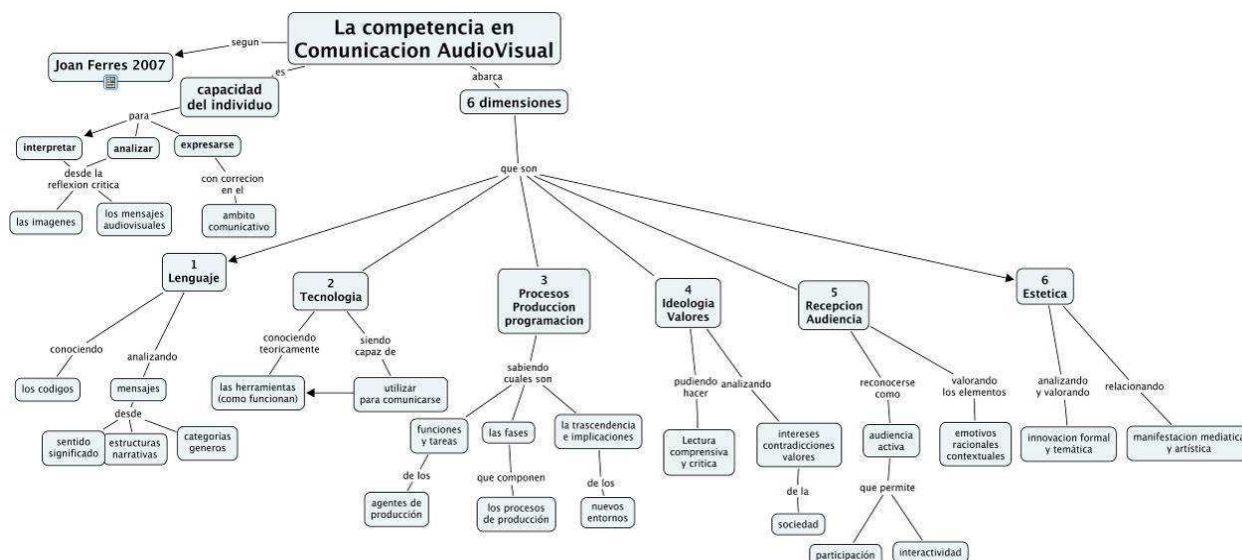 La competencia en
Comunicacion AudioVisual
segun
Joan Ferres 2007
es
abarca
capacidad
del individuo
6 dimensiones
para
interpretar
analizar
expresarse
desde la
reflexion critica
con correcion
en el
las imagenes
los mensajes
audiovisuales
ambito
comunicativo
que son
1
Lenguaje
2
Tecnologia
3
Procesos
Produccion
programacion
4
Ideologia
Valores
5
Recepcion
Audiencia
6
Estetica
conociendo
los codigos
analizando
mensajes
desde
sentido
significado
estructuras
narrativas
categorias
generos
conociendo
teoricamente
siendo
capaz de
las herramientas
(como funcionan)
utilizar
para comunicarse
sabiendo
cuales son
funciones
y tareas
las fases
la trascendencia
e implicaciones
de los
que componen
de los
agentes de
producción
los procesos
de producción
nuevos
entornos
pudiendo
hacer
analizando
Lectura
comprensiva
y critica
intereses
contradicciones
valores
de la
sociedad
reconocerse
como
valorando
los elementos
audiencia
activa
emotivos
racionales
contextuales
que permite
participación
interactividad
analizando
y valorando
relacionando
innovacion formal
y temática
manifestacion mediatica
y artística